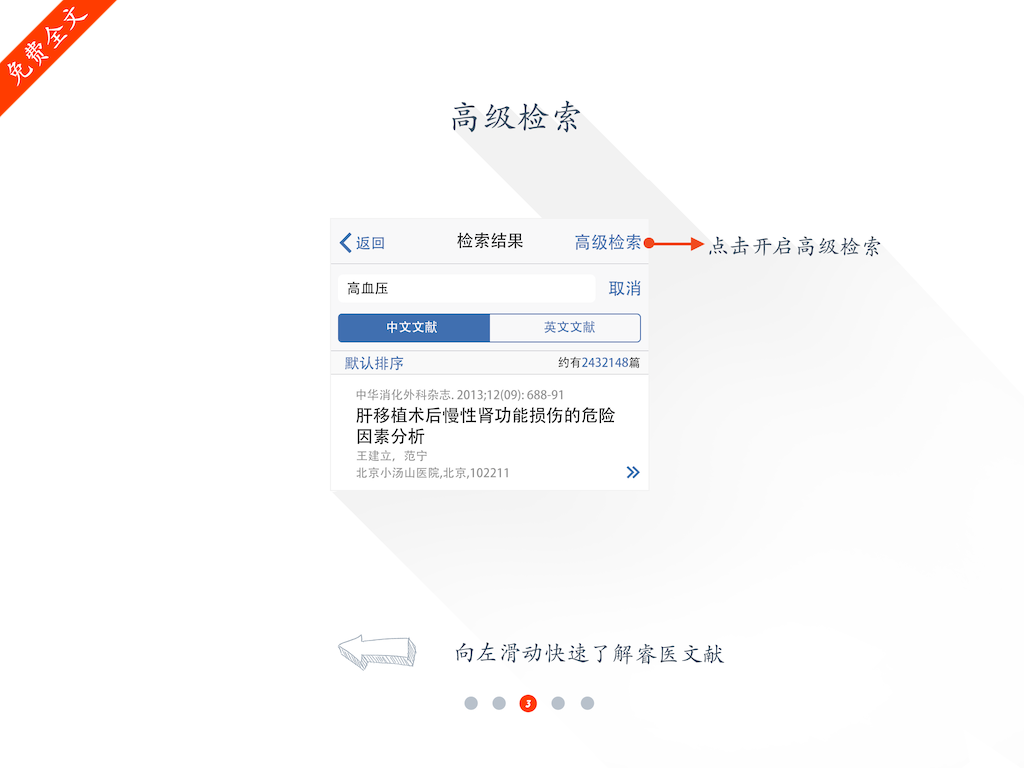 免费全文
高级检索
返回 检索结果 高级检索
点击开启高级检索
高血压 取消
中文文献 英文文献
默认排序 约有2432148篇
中华消化外科杂志. 2013;12(09): 688-91
肝移植术后慢性肾功能损伤的危险
因素分析
王建立，范宁
北京小汤山医院,北京,102211
向左滑动快速了解睿医文献
3